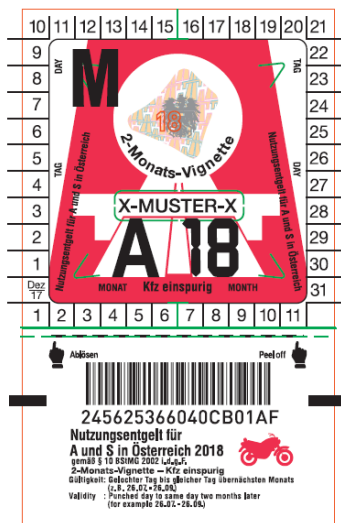 10 11 12 13 14 15 16 17 18 19 20 21
9 DAY M TAG 22
8 23
7 18 24
6 25
5 2-Monats-Vignette 26
4 TAG Nutzungsentgelt für A und S in Österreich Nutzungsentgelt für A und S in Österreich DAY 27
3 X-MUSTER-X 28
2 A 18 29
1 30
Dez 17 MONAT Kfz einspurig MONTH 31
1 2 3 4 5 6 7 8 9 10 11
Ablösen Peel off
245625366040CB01AF
Nutzungsentgelt für
A und S in Österreich 2018
gemäß § 10 BStMG 2002 i.d.g.F.
2-Monats-Vignette – Kfz einspurig
Gültigkeit: Gelochter Tag bis gleicher Tag übernächsten Monats
(z.B. 26.07.-26.09.)
Validity : Punched day to same day two months later
(for example 26.07.-26.09.)